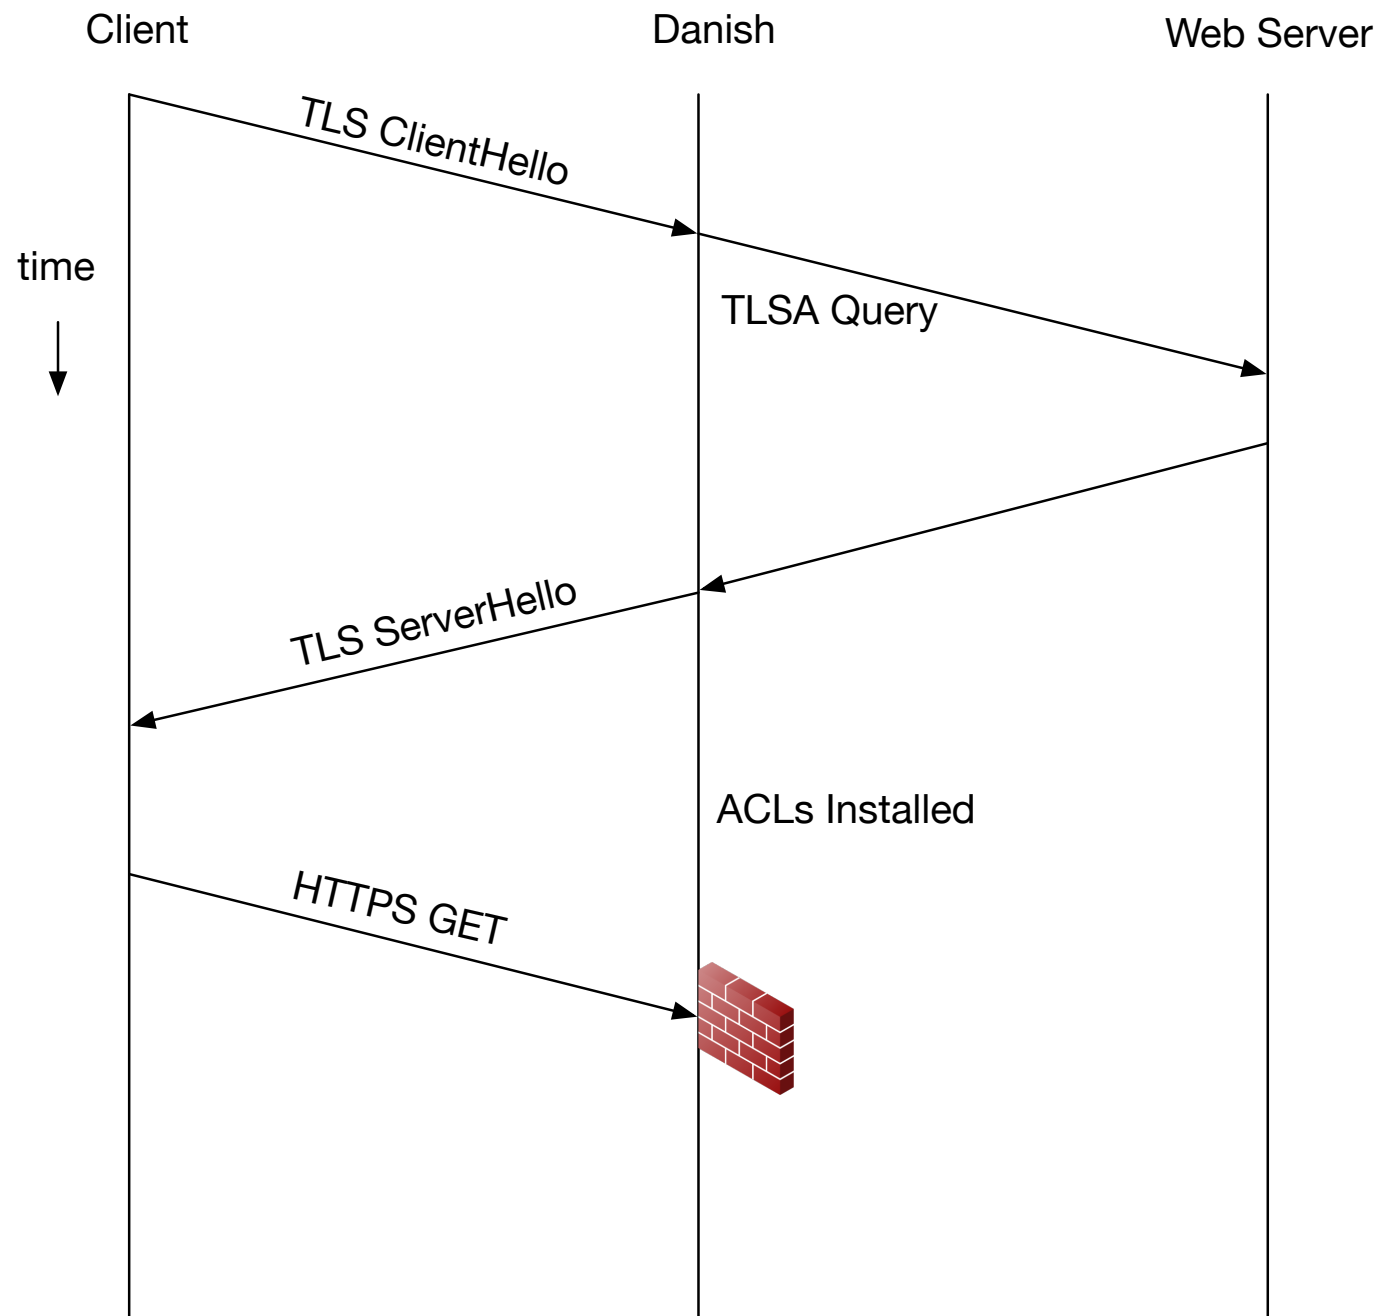 Client
Danish
Web Server
TLS ClientHello
time
TLSA Query
TLS ServerHello
ACLs Installed
HTTPS GET